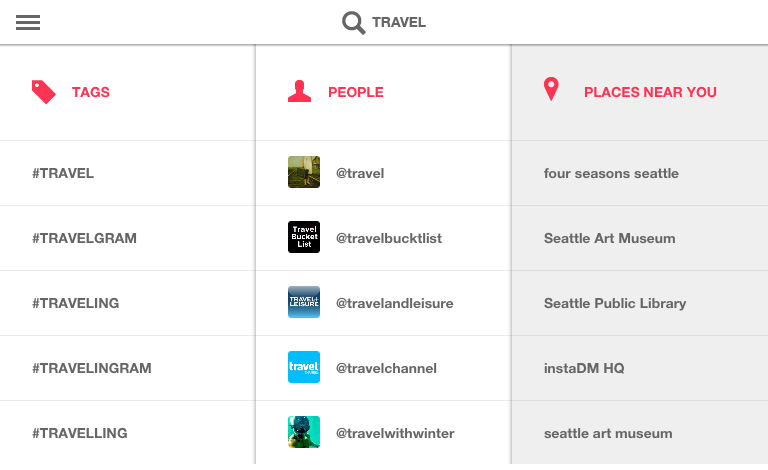 TRAVEL
TAGS
#TRAVEL
#TRAVELGRAM
#TRAVELING
#TRAVELINGRAM
#TRAVELLING
PEOPLE
@travel
Travel
Bucket
List
@travelbucktlist
TRAVEL+
LEISURE
@travelandleisure
travel
@travelchannel
@travelwithwinter
PLACES NEAR YOU
four seasons seattle
Seattle Art Museum
Seattle Public Library
instaDM HQ
seattle art museum